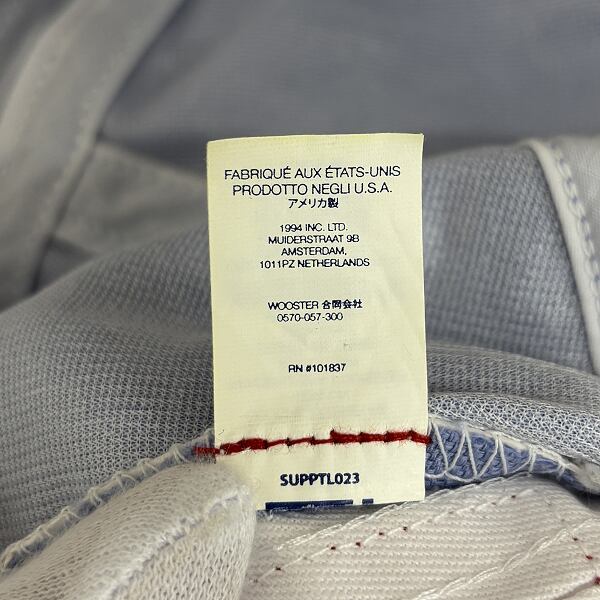 FABRIQUÉ AUX ÉTATS-UNIS
PRODOTTO NEGLI U.S.A.
アメリカ製
1994 INC. LTD.
MUIDERSTRAAT 9B
AMSTERDAM,
1011PZ NETHERLANDS
WOOSTER 合同会社
0570-057-300
RN #101837
SUPPTL023